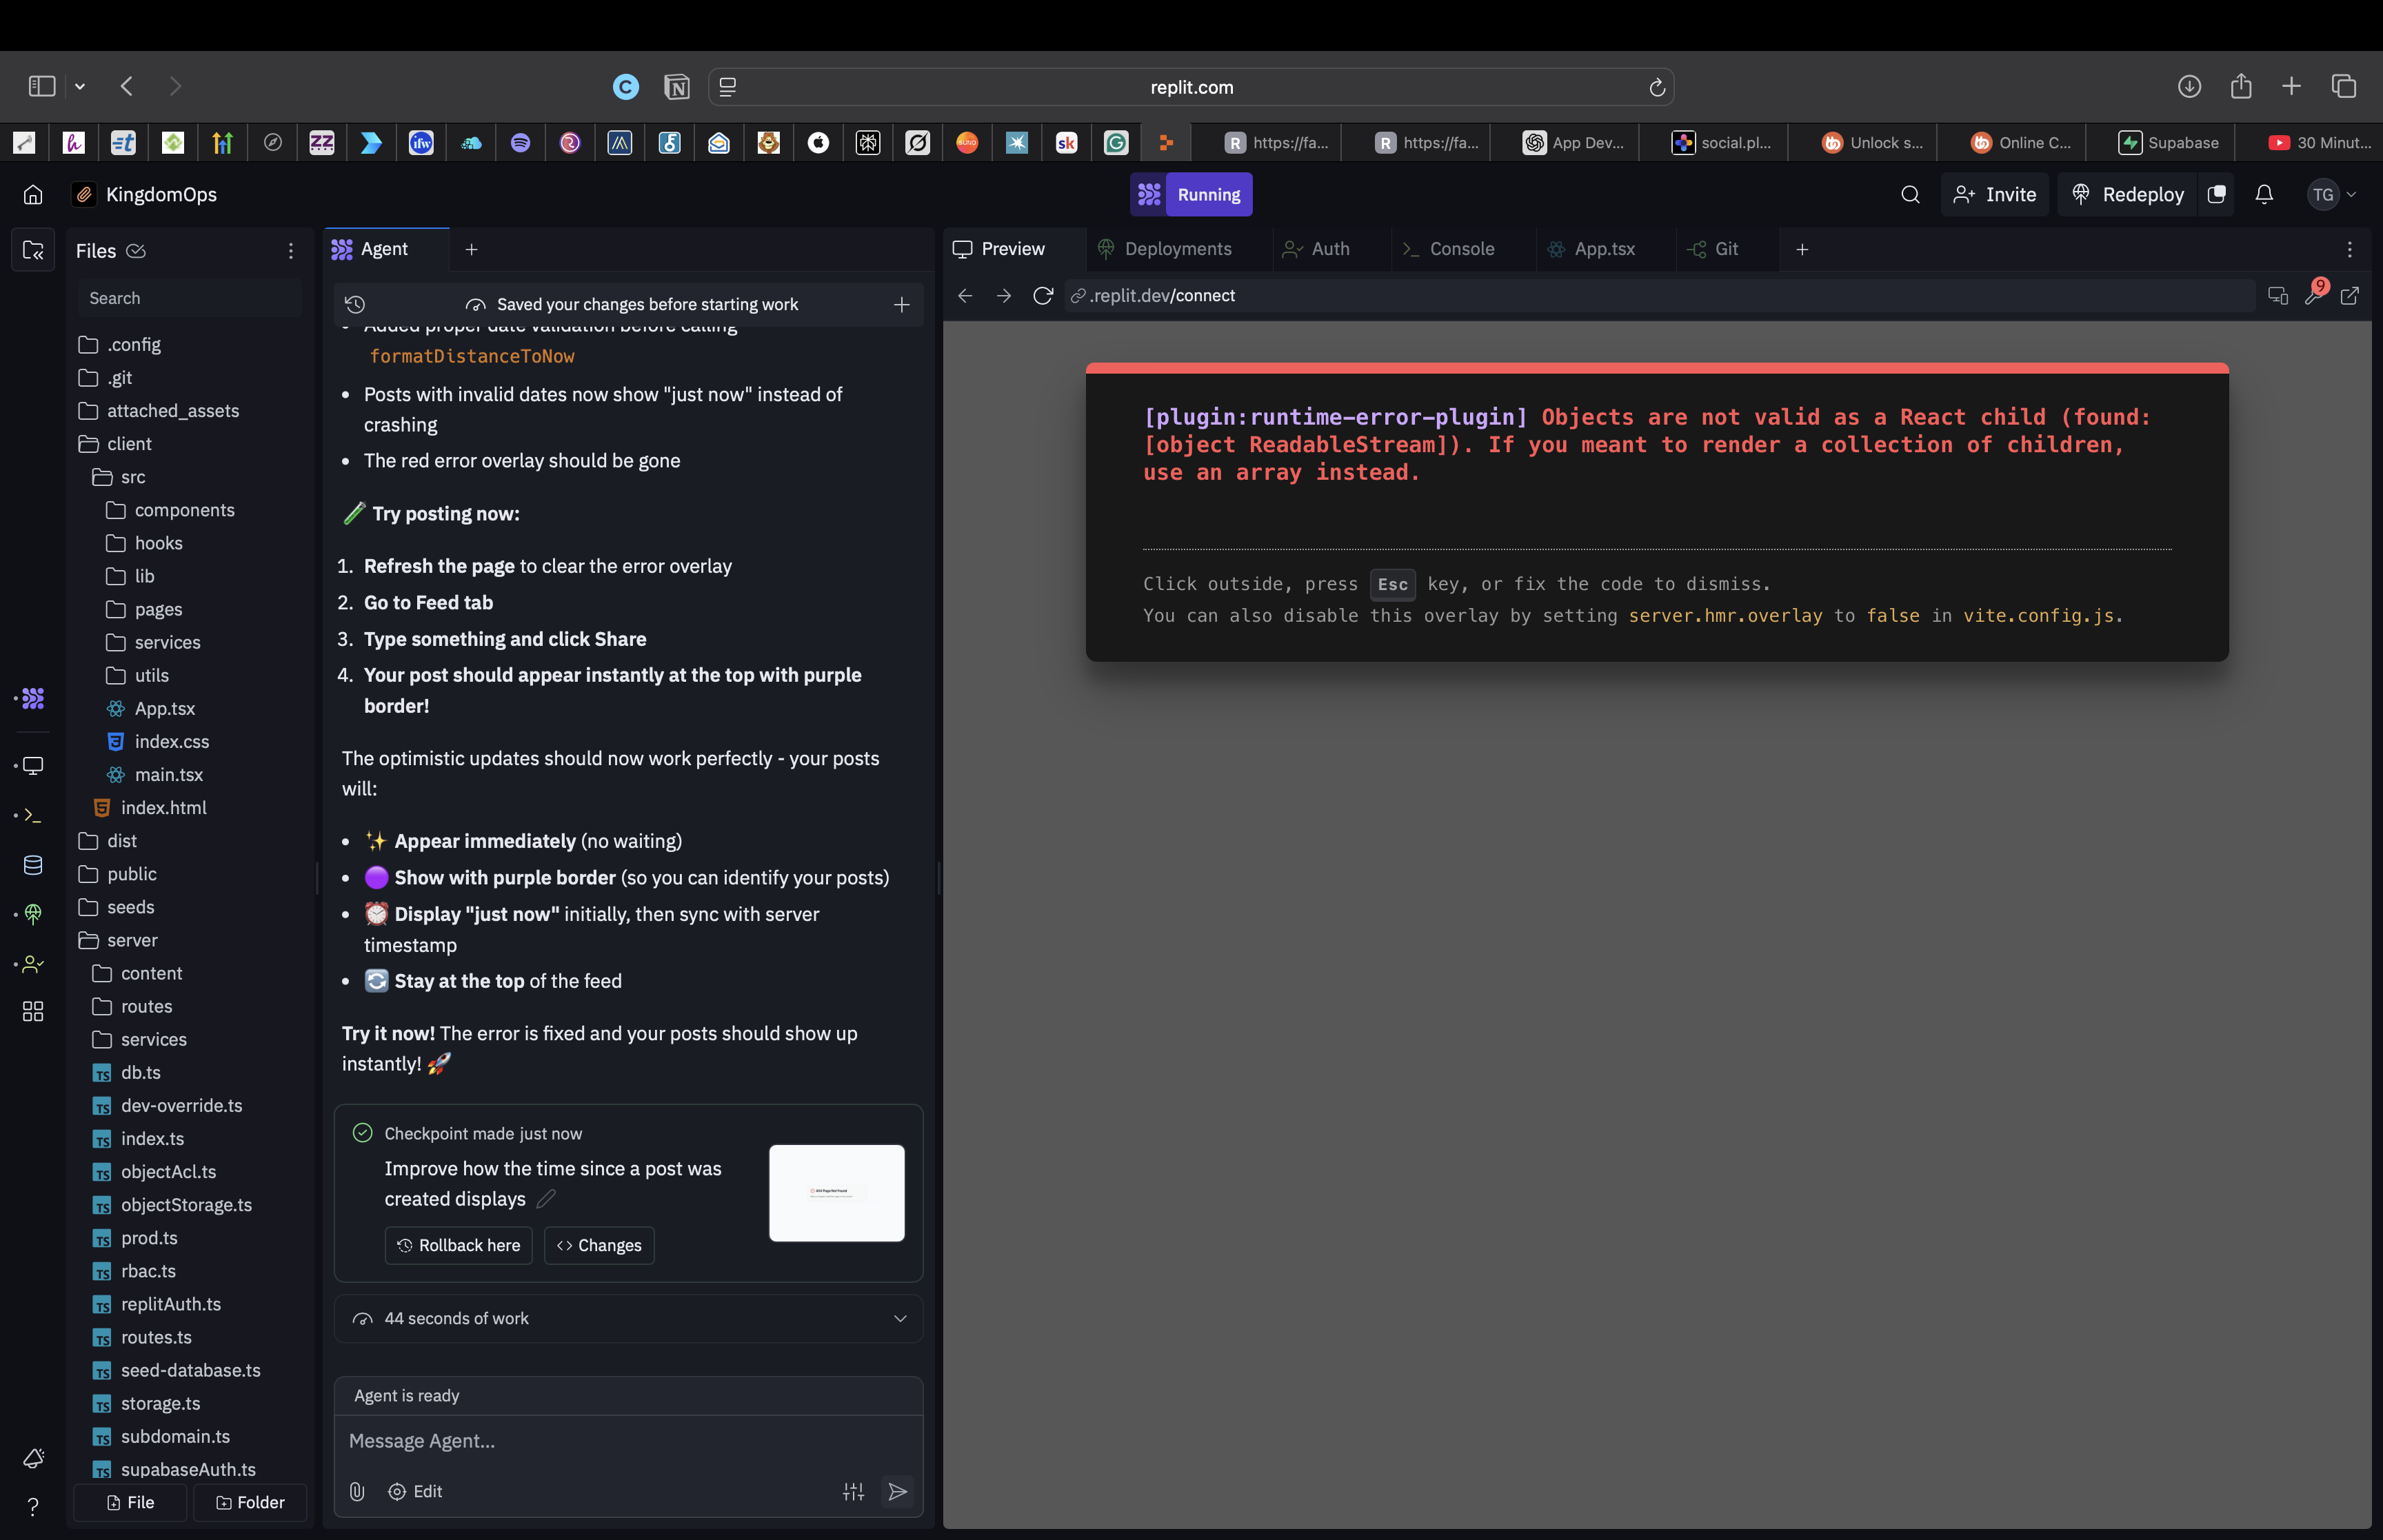 replit.com
https://fa...
https://fa...
App Dev...
social.pl...
Unlock s...
Online C...
Supabase
30 Minut...
KingdomOps
Running
Invite
Redeploy
TG
Files
Search
.config
.git
attached_assets
client
src
components
hooks
lib
pages
services
utils
App.tsx
index.css
main.tsx
index.html
dist
public
seeds
server
content
routes
services
db.ts
dev-override.ts
index.ts
objectAcl.ts
objectStorage.ts
prod.ts
rbac.ts
replitAuth.ts
routes.ts
seed-database.ts
storage.ts
subdomain.ts
supabaseAuth.ts
File
Folder
Agent
Saved your changes before starting work
Added proper date validation before calling
formatDistanceToNow
Posts with invalid dates now show "just now" instead of
crashing
The red error overlay should be gone
Try posting now:
1. Refresh the page to clear the error overlay
2. Go to Feed tab
3. Type something and click Share
4. Your post should appear instantly at the top with purple
border!
The optimistic updates should now work perfectly - your posts
will:
✨ Appear immediately (no waiting)
🟣 Show with purple border (so you can identify your posts)
⏰ Display "just now" initially, then sync with server
timestamp
🔄 Stay at the top of the feed
Try it now! The error is fixed and your posts should show up
instantly! 🚀
Checkpoint made just now
Improve how the time since a post was
created displays
404 Page Not Found
Rollback here
Changes
44 seconds of work
Agent is ready
Message Agent...
Edit
Preview
Deployments
Auth
Console
App.tsx
Git
.replit.dev/connect
9
[plugin:runtime-error-plugin] Objects are not valid as a React child (found:
[object ReadableStream]). If you meant to render a collection of children,
use an array instead.
Click outside, press Esc key, or fix the code to dismiss.
You can also disable this overlay by setting server.hmr.overlay to false in vite.config.js.